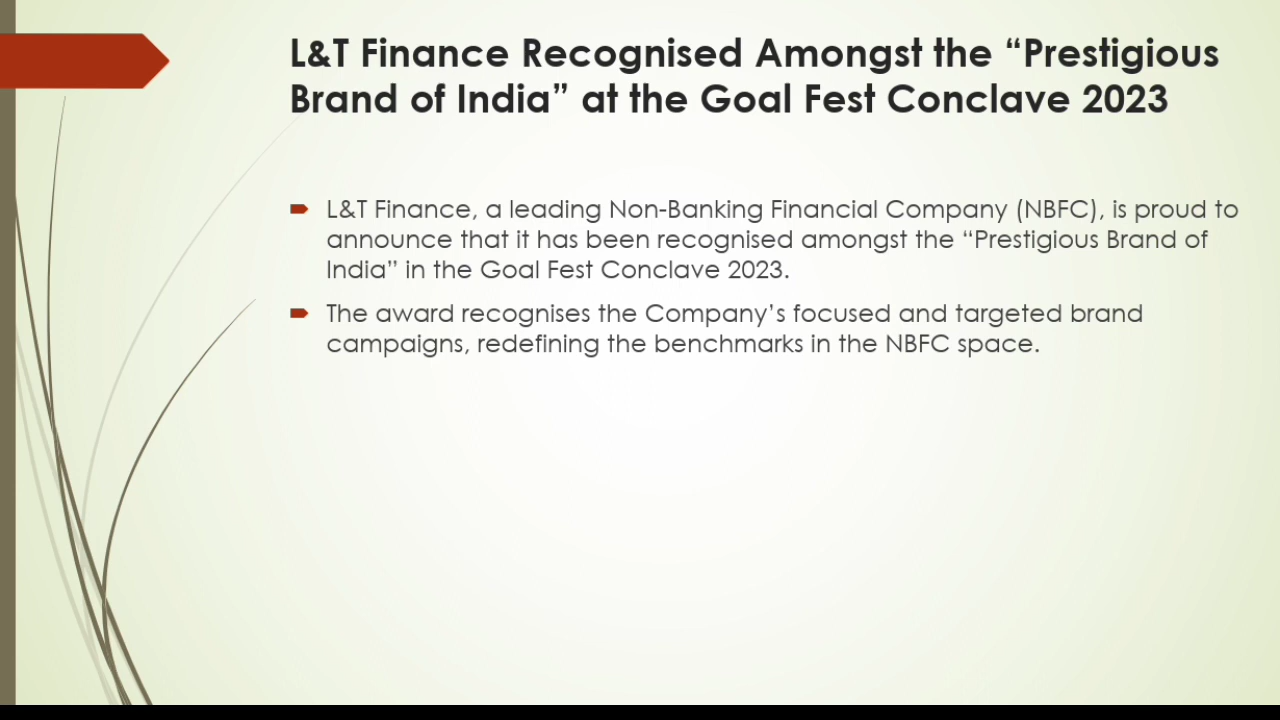 L&T Finance Recognised Amongst the “Prestigious
Brand of India” at the Goal Fest Conclave 2023
L&T Finance, a leading Non-Banking Financial Company (NBFC), is proud to
announce that it has been recognised amongst the “Prestigious Brand of
India” in the Goal Fest Conclave 2023.
The award recognises the Company’s focused and targeted brand
campaigns, redefining the benchmarks in the NBFC space.